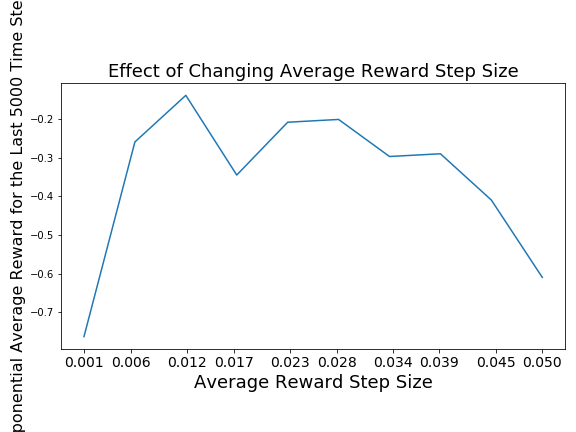 Effect of Changing Average Reward Step Size
ponential Average Reward for the Last 5000 Time Ste
−0.2
−0.3
−0.4
−0.5
−0.6
−0.7
0.001 0.006 0.012 0.017 0.023 0.028 0.034 0.039 0.045 0.050
Average Reward Step Size